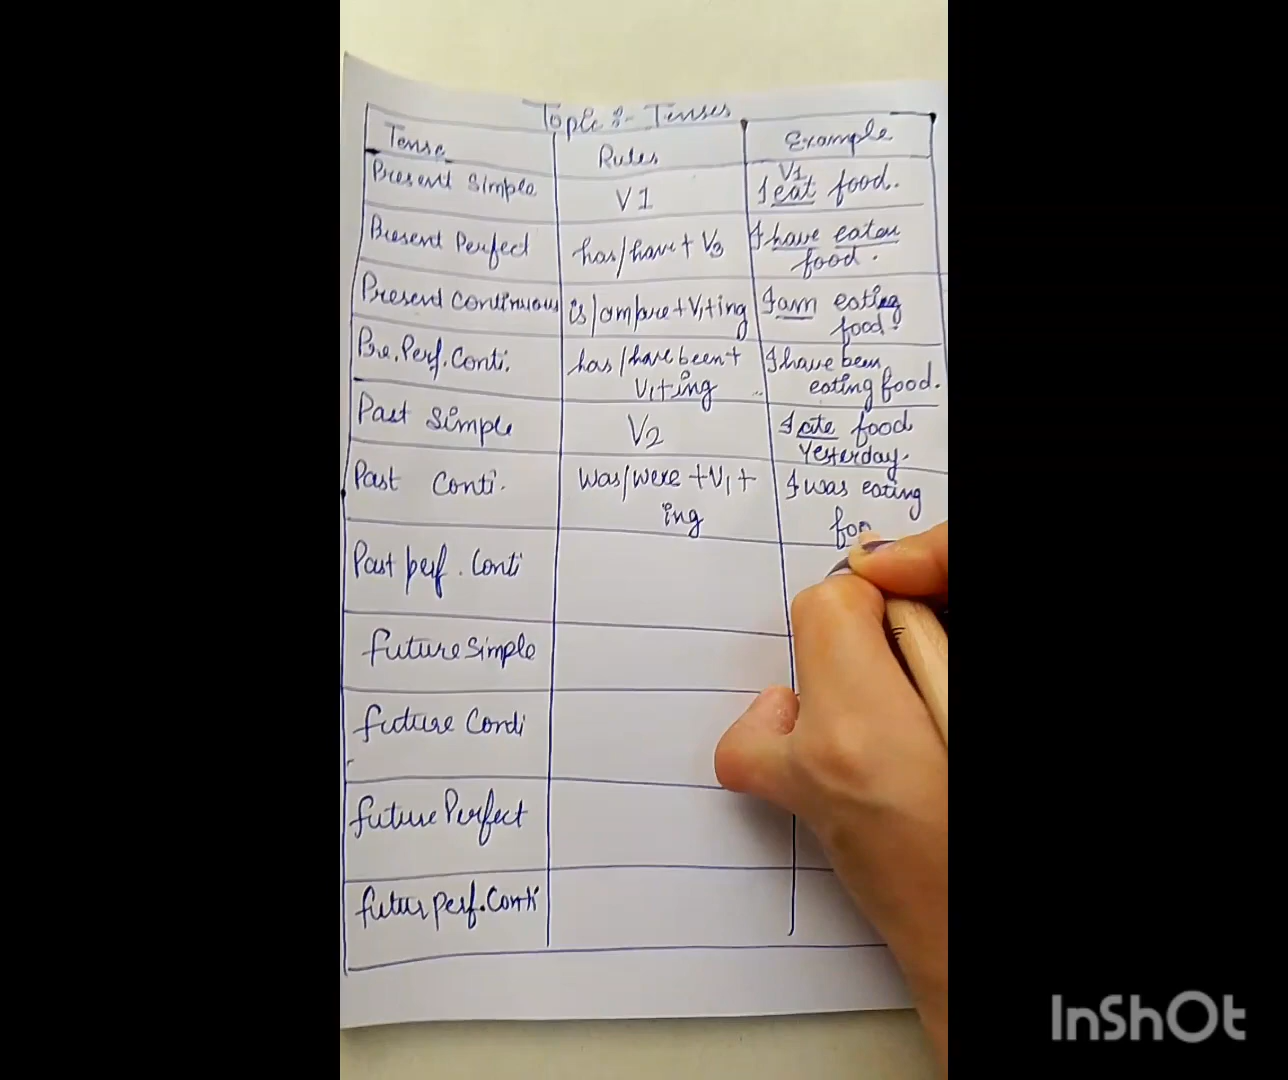 Topic :- Tenses
Tense Rules Example
Present Simple V1 V1
I eat food.
Present Perfect has/have + V3 I have eaten
food.
Present Continuous is/am/are + V1+ing I am eating
food.
Pre. Perf. Conti. has/have been + I have been
V1+ing eating food.
Past Simple V2 I ate food
Yesterday.
Past Conti. was/were + V1 + I was eating
ing foo
Past perf. Conti
future Simple
future Conti
future Perfect
futur perf. Conti
InShOt